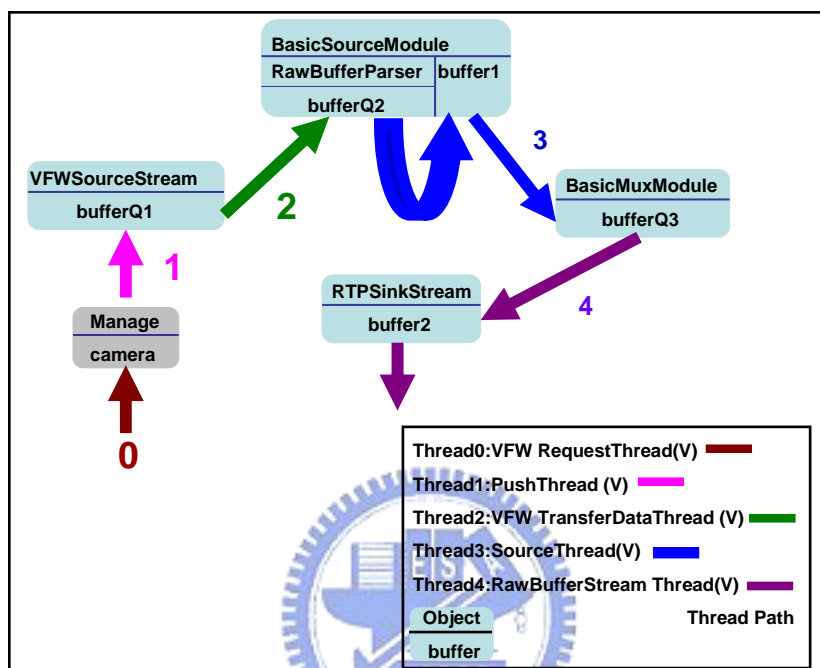 BasicSourceModule
RawBufferParser
buffer1
bufferQ2
3
VFWSourceStream
bufferQ1
2
BasicMuxModule
bufferQ3
1
RTPSinkStream
buffer2
4
Manage
camera
0
Thread0:VFW RequestThread(V)
Thread1:PushThread (V)
Thread2:VFW TransferDataThread (V)
Thread3:SourceThread(V)
Thread4:RawBufferStream Thread(V)
Object
buffer
Thread Path
E S